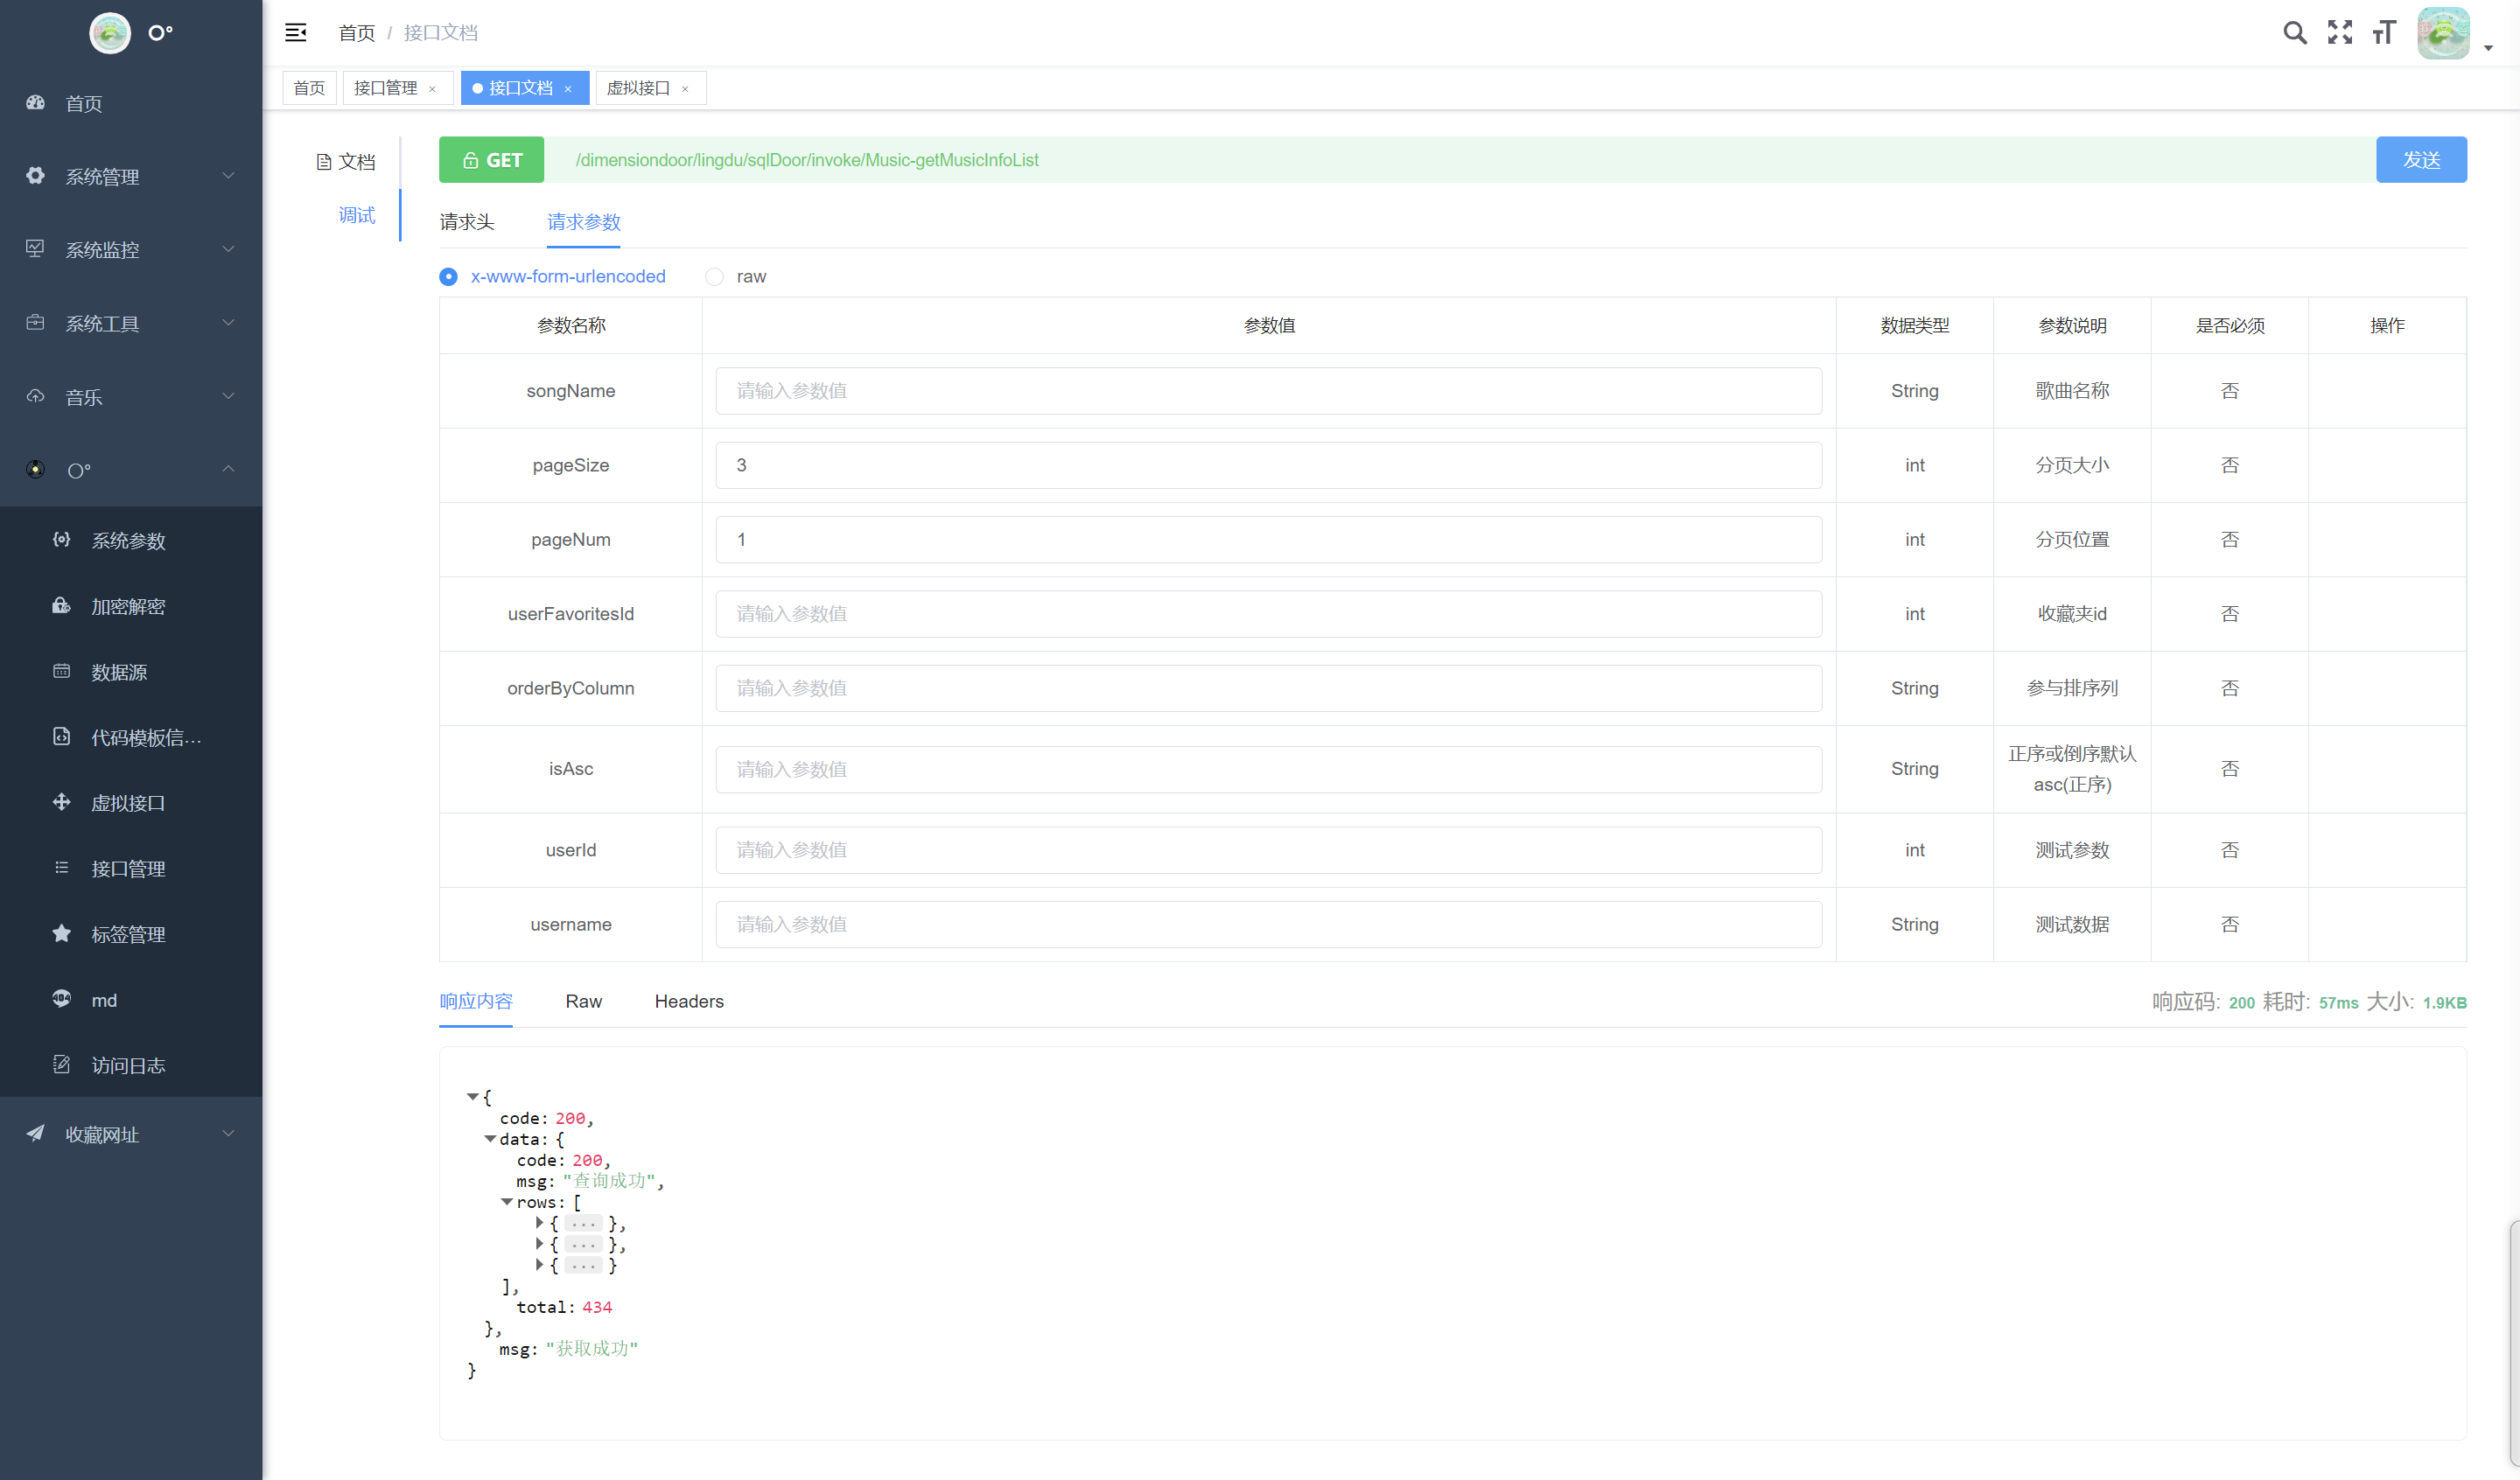 O°
首页
系统管理
系统监控
系统工具
音乐
O°
系统参数
加密解密
数据源
代码模板信...
虚拟接口
接口管理
标签管理
md
访问日志
收藏网址
首页 / 接口文档
首页 接口管理 × 接口文档 × 虚拟接口 ×
文档
调试
GET /dimensiondoor/lingdu/sqlDoor/invoke/Music-getMusicInfoList 发送
请求头 请求参数
x-www-form-urlencoded raw
参数名称 参数值 数据类型 参数说明 是否必须 操作
songName 请输入参数值 String 歌曲名称 否
pageSize 3 int 分页大小 否
pageNum 1 int 分页位置 否
userFavoritesId 请输入参数值 int 收藏夹id 否
orderByColumn 请输入参数值 String 参与排序列 否
isAsc 请输入参数值 String 正序或倒序默认asc(正序) 否
userId 请输入参数值 int 测试参数 否
username 请输入参数值 String 测试数据 否
响应内容 Raw Headers 响应码: 200 耗时: 57ms 大小: 1.9KB
{
code: 200,
data: {
code: 200,
msg: "查询成功",
rows: [
{ ... },
{ ... },
{ ... }
],
total: 434
},
msg: "获取成功"
}